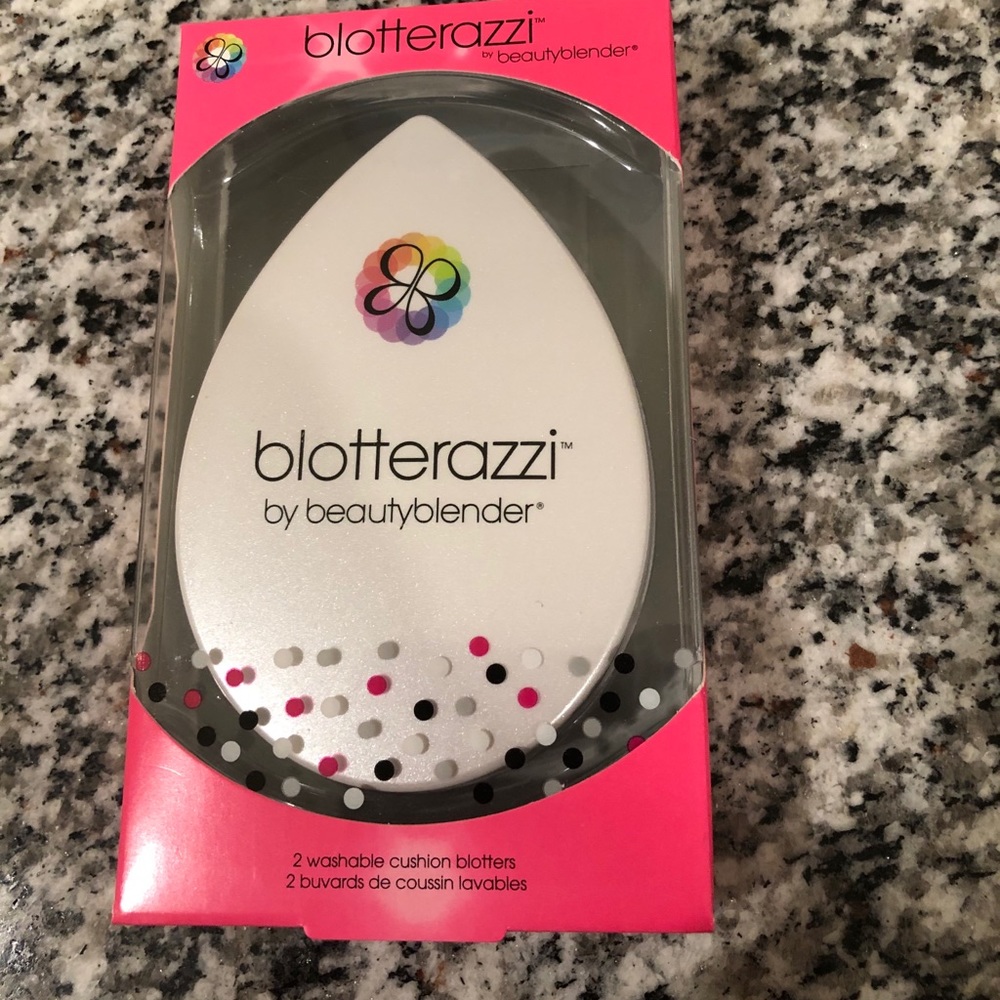 blotterazzi™
by beautyblender®
blotterazzi™
by beautyblender®
2 washable cushion blotters
2 buvards de coussin lavables